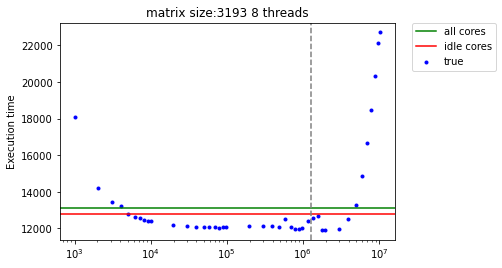 matrix size:3193 8 threads
all cores
idle cores
true
Execution time
22000
20000
18000
16000
14000
12000
10³
10⁴
10⁵
10⁶
10⁷